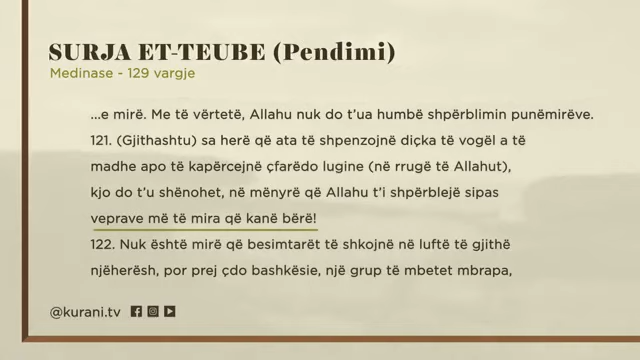 SURJA ET-TEUBE (Pendimi)
Medinase - 129 vargje
...e mirë. Me të vërtetë, Allahu nuk do t'ua humbë shpërblimin punëmirëve.
121. (Gjithashtu) sa herë që ata të shpenzojnë diçka të vogël a të
madhe apo të kapërcejnë çfarëdo lugine (në rrugë të Allahut),
kjo do t'u shënohet, në mënyrë që Allahu t'i shpërblejë sipas
veprave më të mira që kanë bërë!
122. Nuk është mirë që besimtarët të shkojnë në luftë të gjithë
njëherësh, por prej çdo bashkësie, një grup të mbetet mbrapa,
@kurani.tv